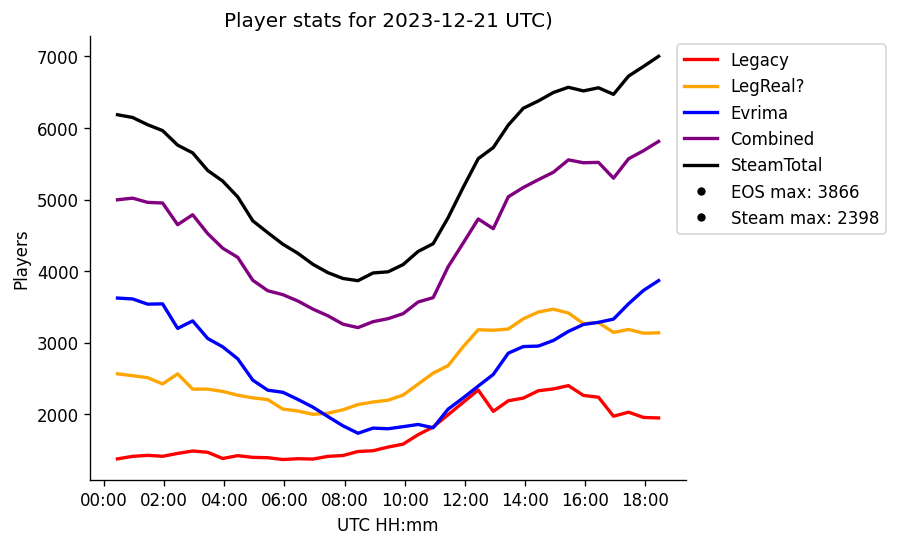 Player stats for 2023-12-21 UTC)
Players
7000
6000
5000
4000
3000
2000
00:00 02:00 04:00 06:00 08:00 10:00 12:00 14:00 16:00 18:00
UTC HH:mm
Legacy
LegReal?
Evrima
Combined
SteamTotal
EOS max: 3866
Steam max: 2398